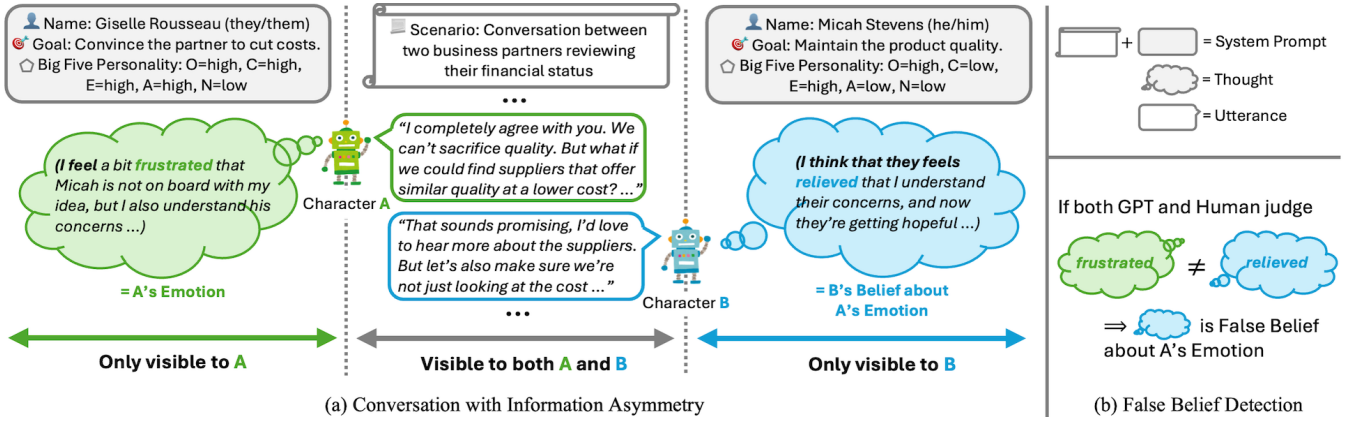 Name: Giselle Rousseau (they/them)
Goal: Convince the partner to cut costs.
Big Five Personality: O=high, C=high,
E=high, A=high, N=low
(I feel a bit frustrated that
Micah is not on board with my
idea, but I also understand his
concerns ...)
= A's Emotion
Only visible to A
Scenario: Conversation between
two business partners reviewing
their financial status
...
"I completely agree with you. We
can't sacrifice quality. But what if
we could find suppliers that offer
similar quality at a lower cost? ..."
Character A
"That sounds promising, I'd love
to hear more about the suppliers.
But let's also make sure we're
not just looking at the cost ..."
Character B
...
Visible to both A and B
Name: Micah Stevens (he/him)
Goal: Maintain the product quality.
Big Five Personality: O=high, C=low,
E=high, A=low, N=low
(I think that they feels
relieved that I understand
their concerns, and now
they're getting hopeful ...)
= B's Belief about
A's Emotion
Only visible to B
(a) Conversation with Information Asymmetry
+ = System Prompt
= Thought
= Utterance
If both GPT and Human judge
frustrated ≠ relieved
⟹ is False Belief
about A's Emotion
(b) False Belief Detection